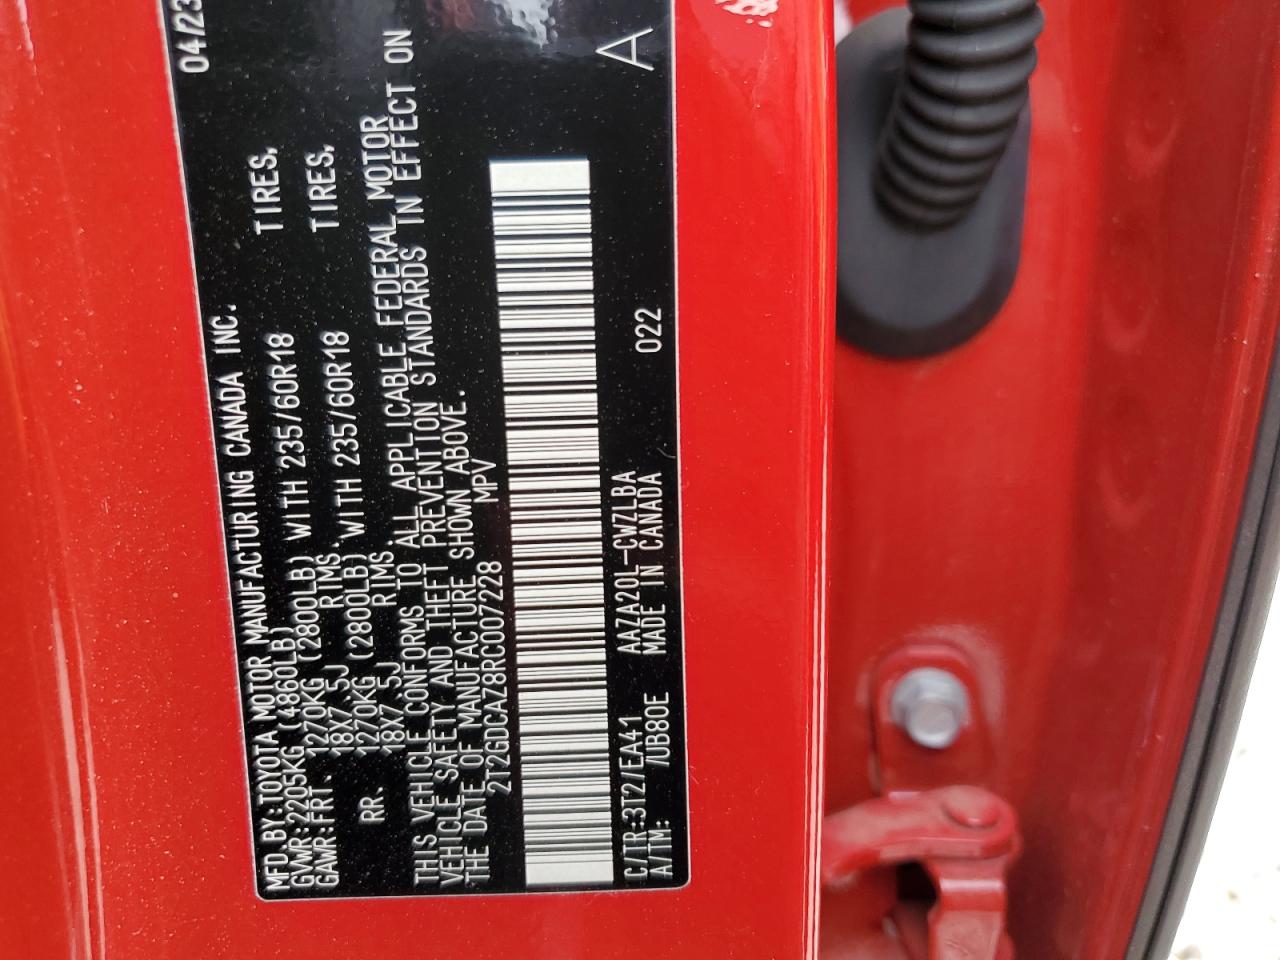 MFD.BY:TOYOTA MOTOR MANUFACTURING CANADA INC. 04/23
GVWR:2205KG (4860LB)
GAWR:FRT. 1270KG (2800LB) WITH 235/60R18 TIRES,
18X7.5J RIMS.
RR. 1270KG (2800LB) WITH 235/60R18 TIRES,
18X7.5J RIMS.
THIS VEHICLE CONFORMS TO ALL APPLICABLE FEDERAL MOTOR
VEHICLE SAFETY AND THEFT PREVENTION STANDARDS IN EFFECT ON
THE DATE OF MANUFACTURE SHOWN ABOVE.
2T2GDCAZ8RC007228 MPV
C/TR:3T2/EA41 AAZA20L-CWZLBA 022 A
A/TM: /UB80E MADE IN CANADA